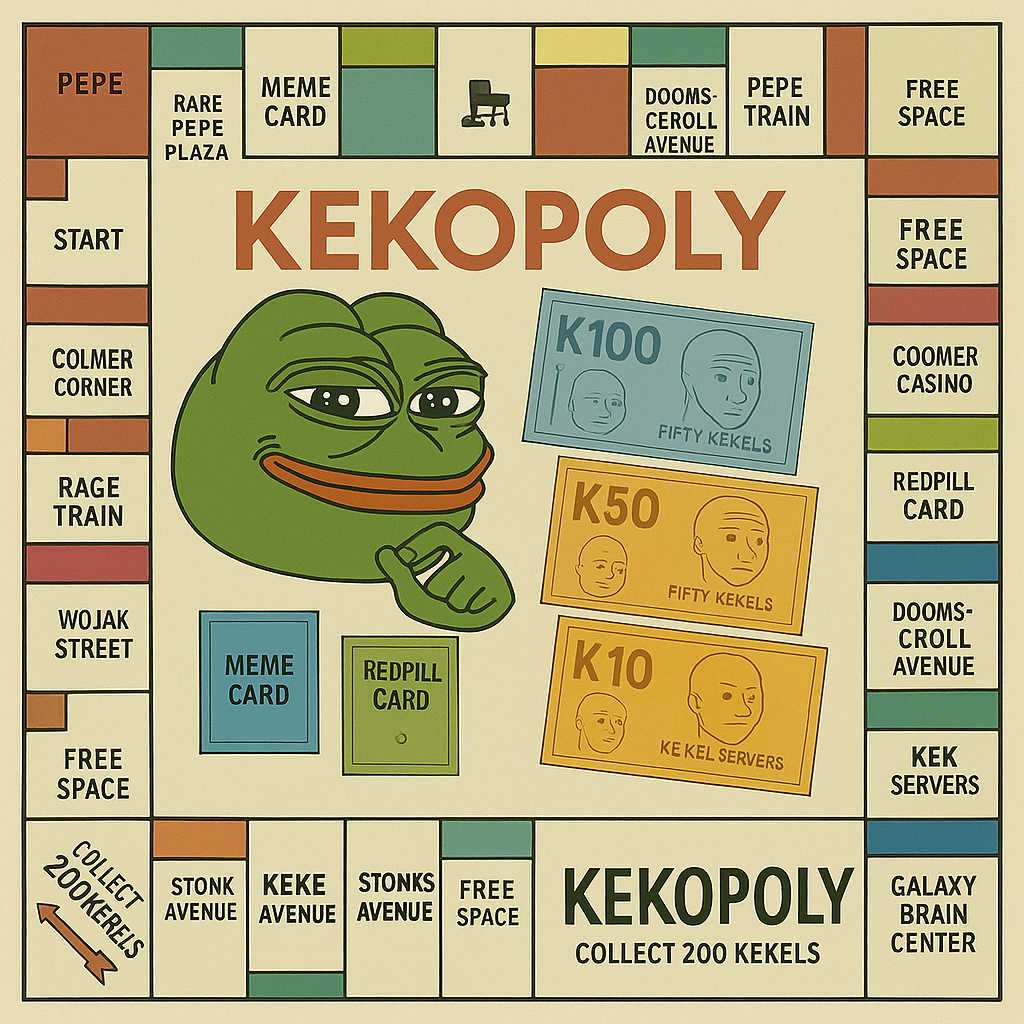 PEPE
RARE
PEPE
PLAZA
MEME
CARD
DOOMS-
CEROLL
AVENUE
PEPE
TRAIN
FREE
SPACE
START
KEKOPOLY
FREE
SPACE
COLMER
CORNER
K100
FIFTY KEKELS
COOMER
CASINO
RAGE
TRAIN
K50
FIFTY KEKELS
REDPILL
CARD
WOJAK
STREET
MEME
CARD
REDPILL
CARD
K10
KE KEL SERVERS
DOOMS-
CROLL
AVENUE
FREE
SPACE
KEK
SERVERS
COLLECT
200KERELS
STONK
AVENUE
KEKE
AVENUE
STONKS
AVENUE
FREE
SPACE
KEKOPOLY
COLLECT 200 KEKELS
GALAXY
BRAIN
CENTER